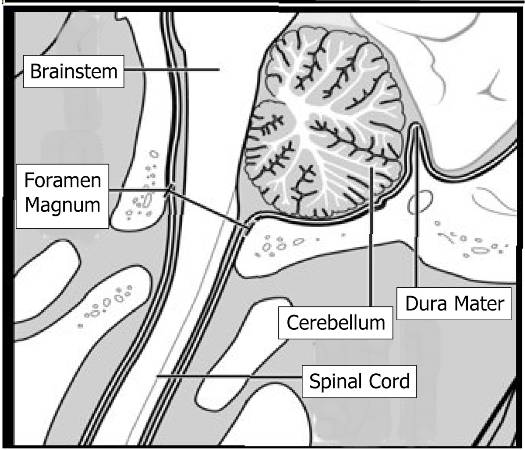 Brainstem
Foramen
Magnum
Dura Mater
Cerebellum
Spinal Cord